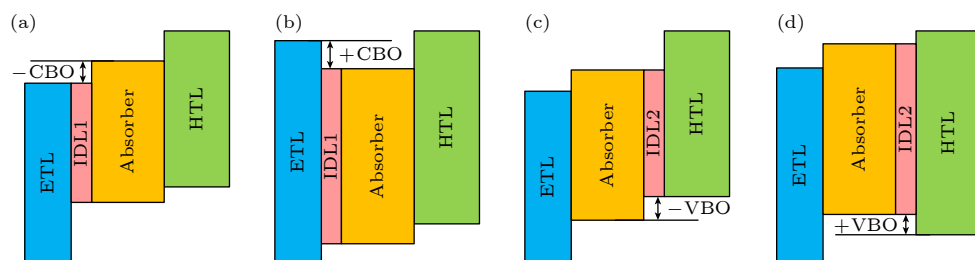 (a)
−CBO
ETL
IDL1
Absorber
HTL
(b)
+CBO
ETL
IDL1
Absorber
HTL
(c)
ETL
Absorber
IDL2
HTL
−VBO
(d)
ETL
Absorber
IDL2
HTL
+VBO